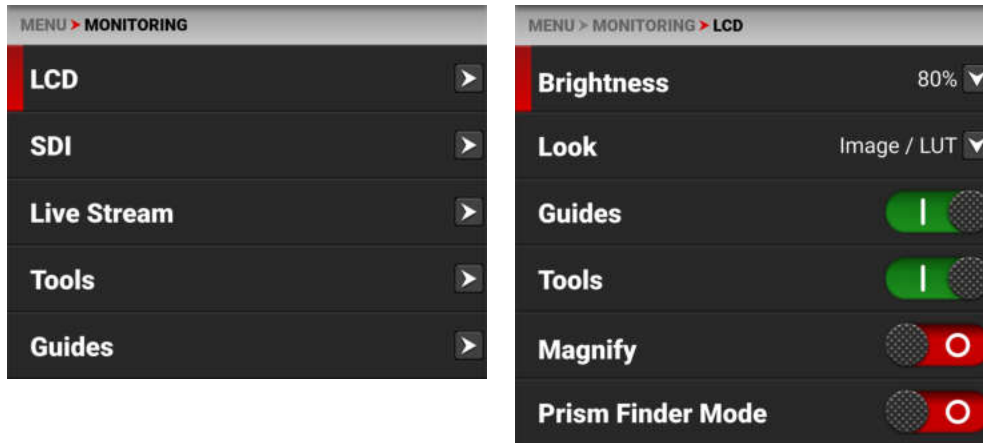 MENU > MONITORING
LCD
SDI
Live Stream
Tools
Guides
MENU > MONITORING > LCD
Brightness 80%
Look Image / LUT
Guides
Tools
Magnify
Prism Finder Mode